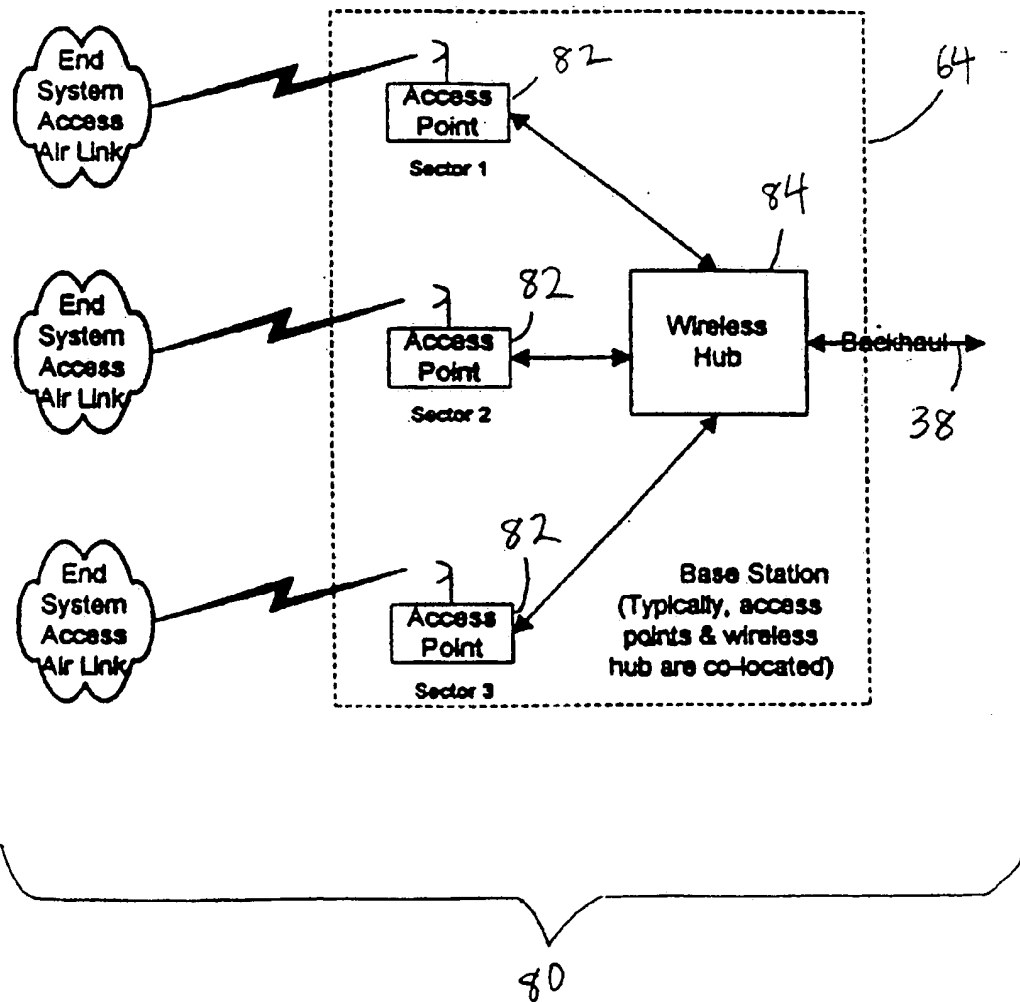 End
System
Access
Air Link
Access
Point
Sector 1
82
64
End
System
Access
Air Link
Access
Point
Sector 2
82
84
Wireless
Hub
Backhaul
38
End
System
Access
Air Link
Access
Point
Sector 3
82
Base Station
(Typically, access
points & wireless
hub are co-located)
80